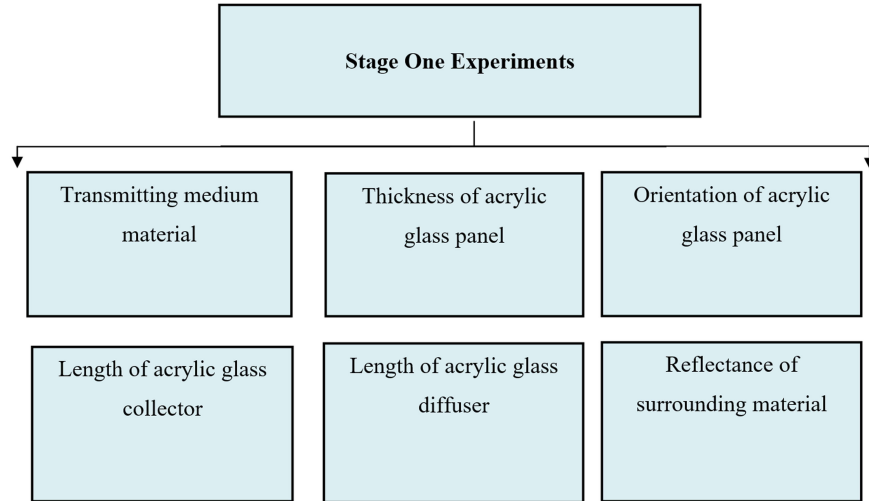 Stage One Experiments
Transmitting medium
material
Thickness of acrylic
glass panel
Orientation of acrylic
glass panel
Length of acrylic glass
collector
Length of acrylic glass
diffuser
Reflectance of
surrounding material